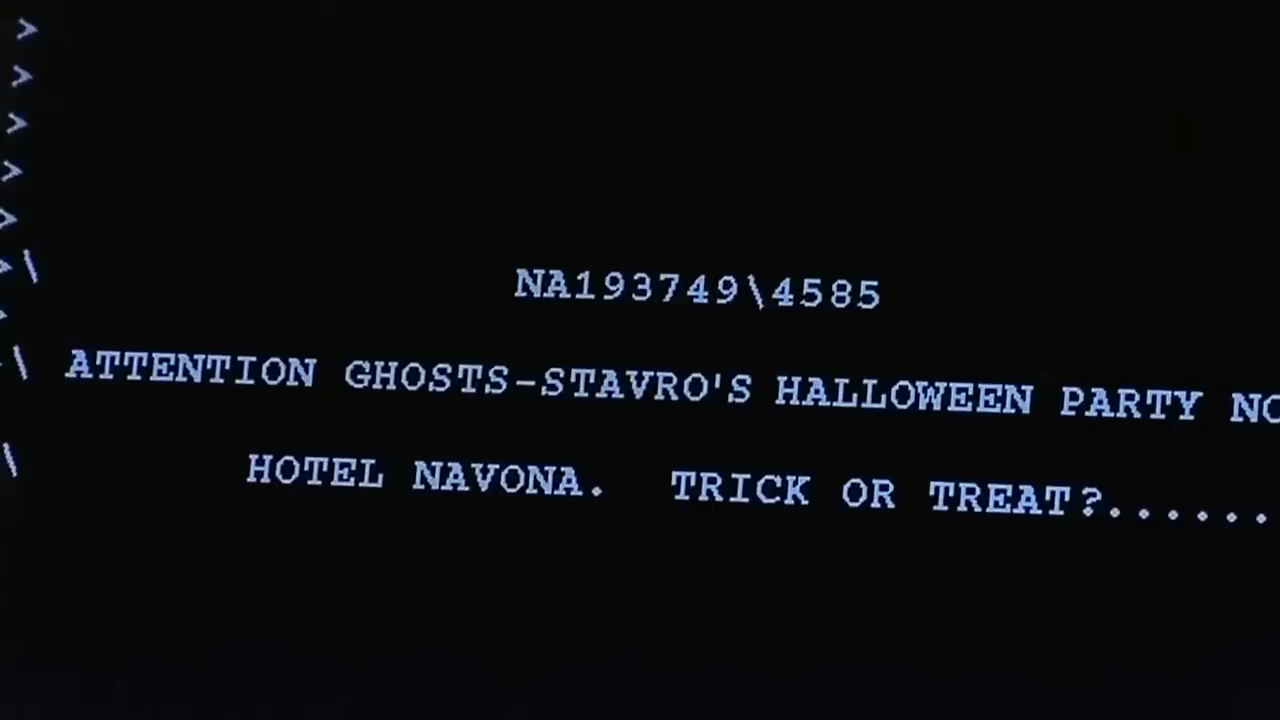 >
>
>
>
>
>\ NA193749\4585
>
\ ATTENTION GHOSTS-STAVRO'S HALLOWEEN PARTY
\ HOTEL NAVONA. TRICK OR TREAT?......